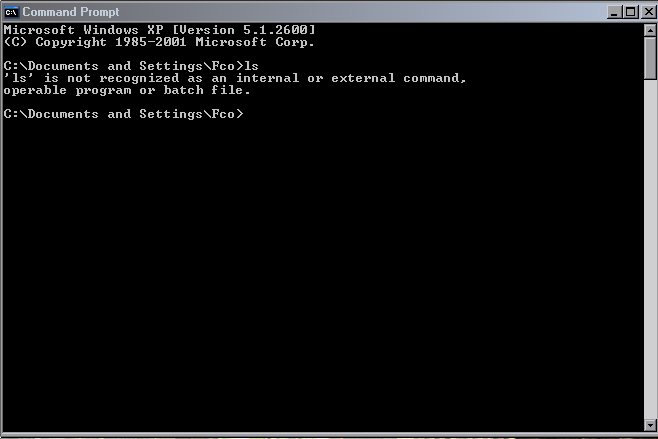 Command Prompt
Microsoft Windows XP [Version 5.1.2600]
(C) Copyright 1985-2001 Microsoft Corp.
C:\Documents and Settings\Fco>ls
'ls' is not recognized as an internal or external command,
operable program or batch file.
C:\Documents and Settings\Fco>